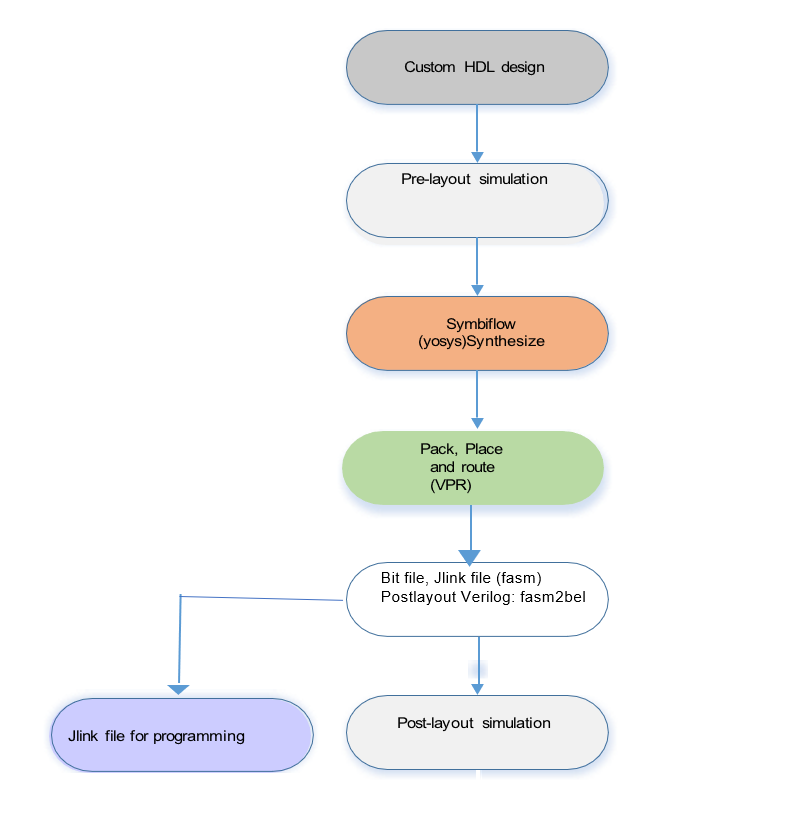 Custom HDL design
Pre-layout simulation
Symbiflow
(yosys)Synthesize
Pack, Place
and route
(VPR)
Bit file, Jlink file (fasm)
Postlayout Verilog: fasm2bel
Jlink file for programming
Post-layout simulation